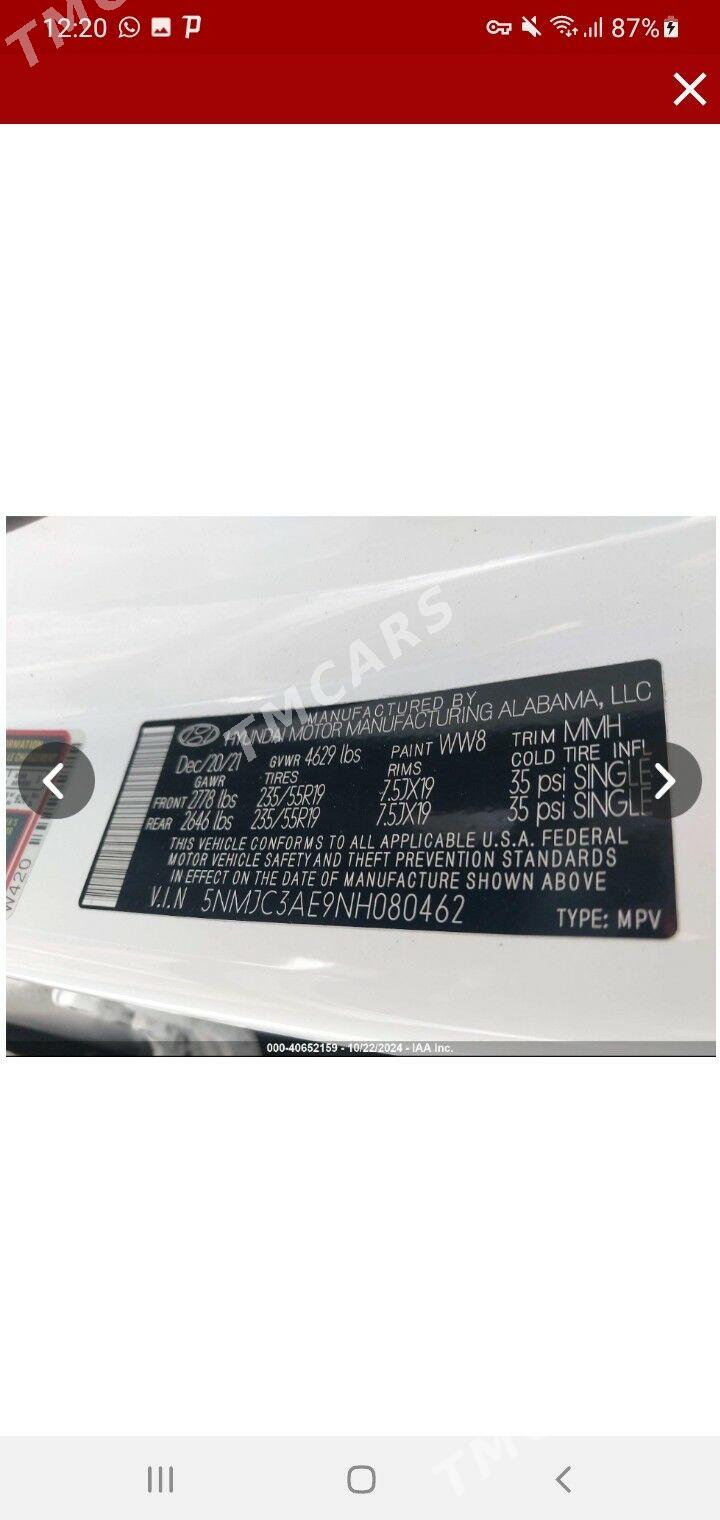 12:20
87%
TMCARS
MANUFACTURED BY
HYUNDAI MOTOR MANUFACTURING ALABAMA, LLC
Dec/20/21 GVWR 4629 lbs PAINT WW8 TRIM MMH
GAWR TIRES RIMS COLD TIRE INFL
FRONT 2778 lbs 235/55R19 7.5JX19 35 psi SINGLE
REAR 2646 lbs 235/55R19 7.5JX19 35 psi SINGLE
THIS VEHICLE CONFORMS TO ALL APPLICABLE U.S.A. FEDERAL
MOTOR VEHICLE SAFETY AND THEFT PREVENTION STANDARDS
IN EFFECT ON THE DATE OF MANUFACTURE SHOWN ABOVE
V.I.N 5NMJC3AE9NH080462 TYPE: MPV
W420
000-40652159 - 10/22/2024 - IAA Inc.